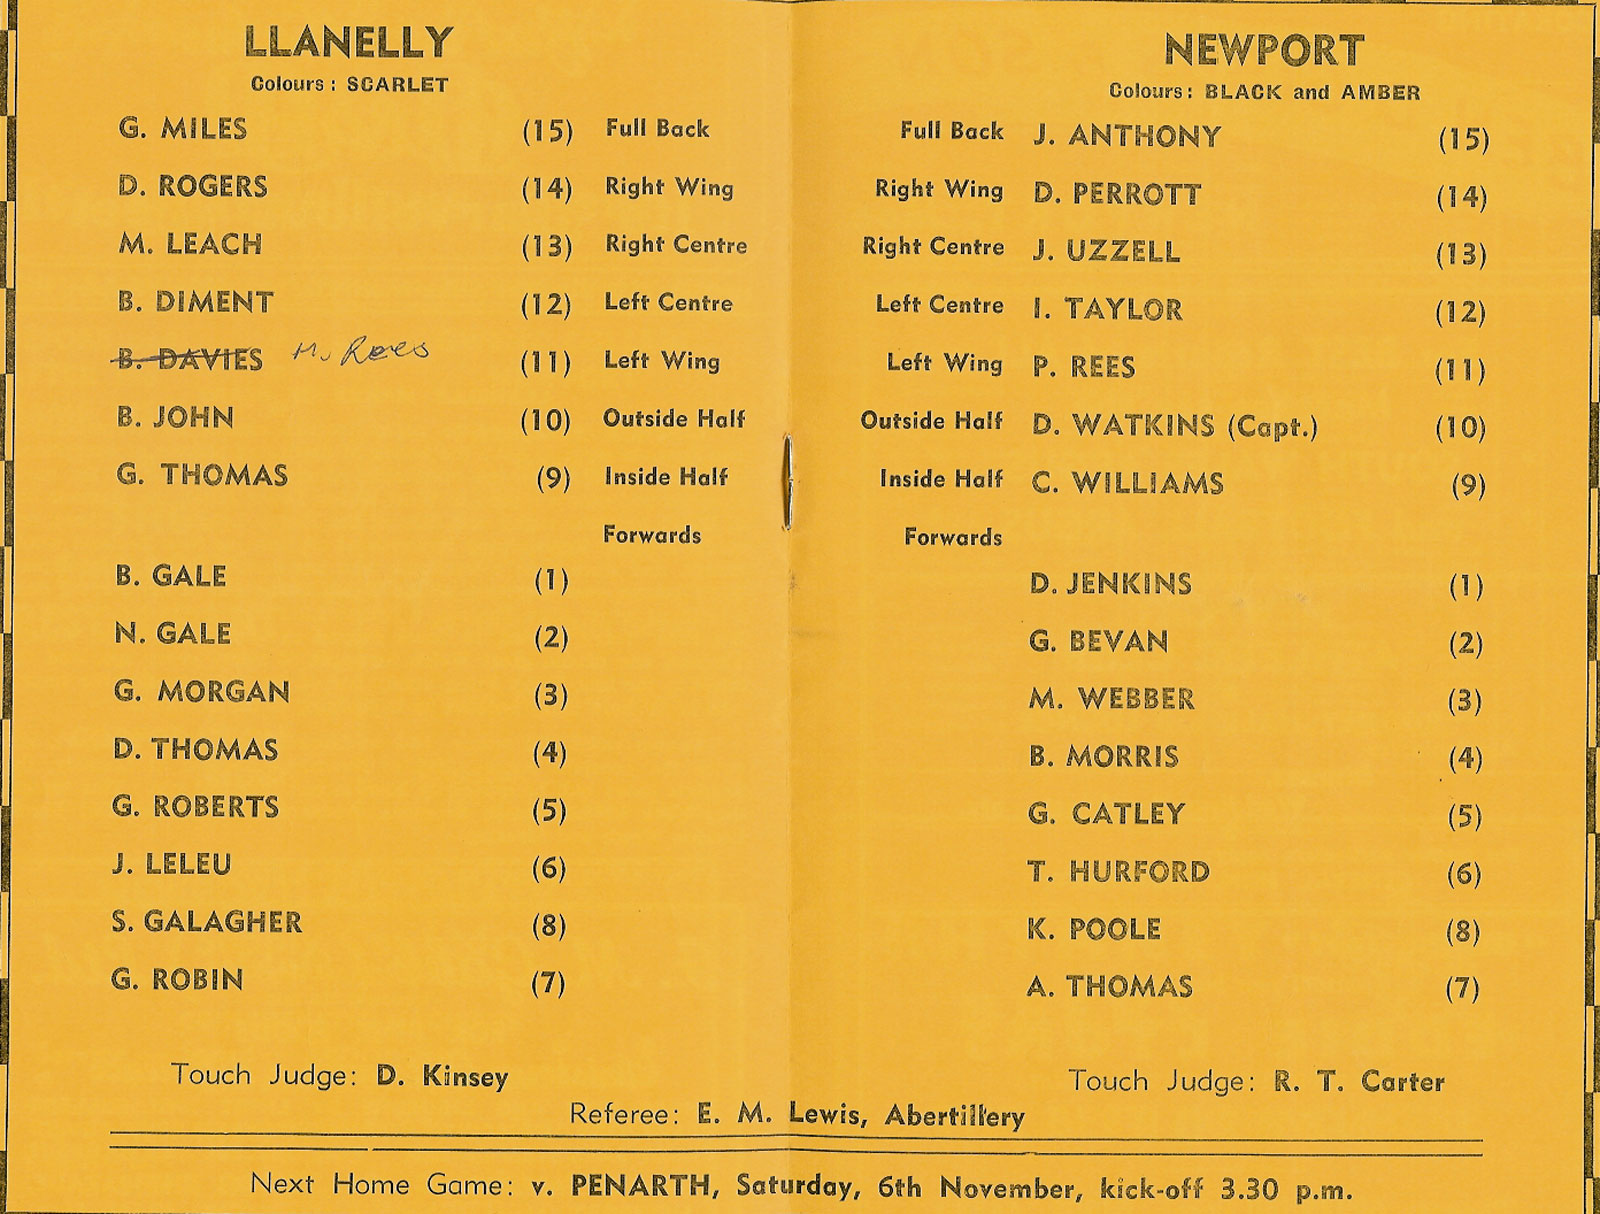 LLANELLY
Colours : SCARLET
G. MILES (15) Full Back
D. ROGERS (14) Right Wing
M. LEACH (13) Right Centre
B. DIMENT (12) Left Centre
B. DAVIES M. Rees (11) Left Wing
B. JOHN (10) Outside Half
G. THOMAS (9) Inside Half
Forwards
B. GALE (1)
N. GALE (2)
G. MORGAN (3)
D. THOMAS (4)
G. ROBERTS (5)
J. LELEU (6)
S. GALAGHER (8)
G. ROBIN (7)
Touch Judge: D. Kinsey
NEWPORT
Colours : BLACK and AMBER
Full Back J. ANTHONY (15)
Right Wing D. PERROTT (14)
Right Centre J. UZZELL (13)
Left Centre I. TAYLOR (12)
Left Wing P. REES (11)
Outside Half D. WATKINS (Capt.) (10)
Inside Half C. WILLIAMS (9)
Forwards
D. JENKINS (1)
G. BEVAN (2)
M. WEBBER (3)
B. MORRIS (4)
G. CATLEY (5)
T. HURFORD (6)
K. POOLE (8)
A. THOMAS (7)
Touch Judge: R. T. Carter
Referee: E. M. Lewis, Abertillery
Next Home Game: v. PENARTH, Saturday, 6th November, kick-off 3.30 p.m.